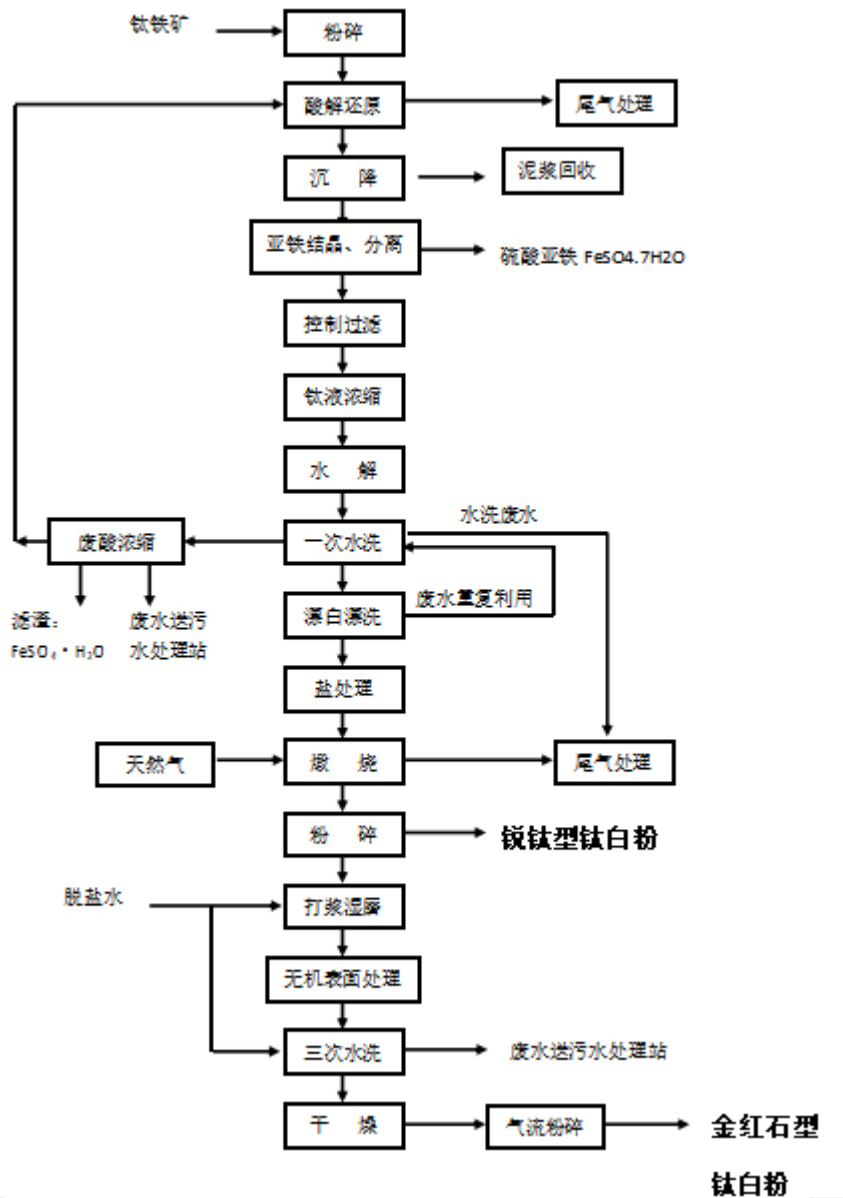 钛铁矿
粉碎
酸解还原
尾气处理
沉 降
泥浆回收
亚铁结晶、分离
硫酸亚铁 FeSO4.7H2O
控制过滤
钛液浓缩
水 解
水洗废水
废酸浓缩
一次水洗
滤渣:
FeSO₄·H₂O
废水送污
水处理站
漂白漂洗
废水重复利用
盐处理
天然气
煅 烧
尾气处理
粉 碎
锐钛型钛白粉
脱盐水
打浆湿磨
无机表面处理
三次水洗
废水送污水处理站
干 燥
气流粉碎
金红石型
钛白粉